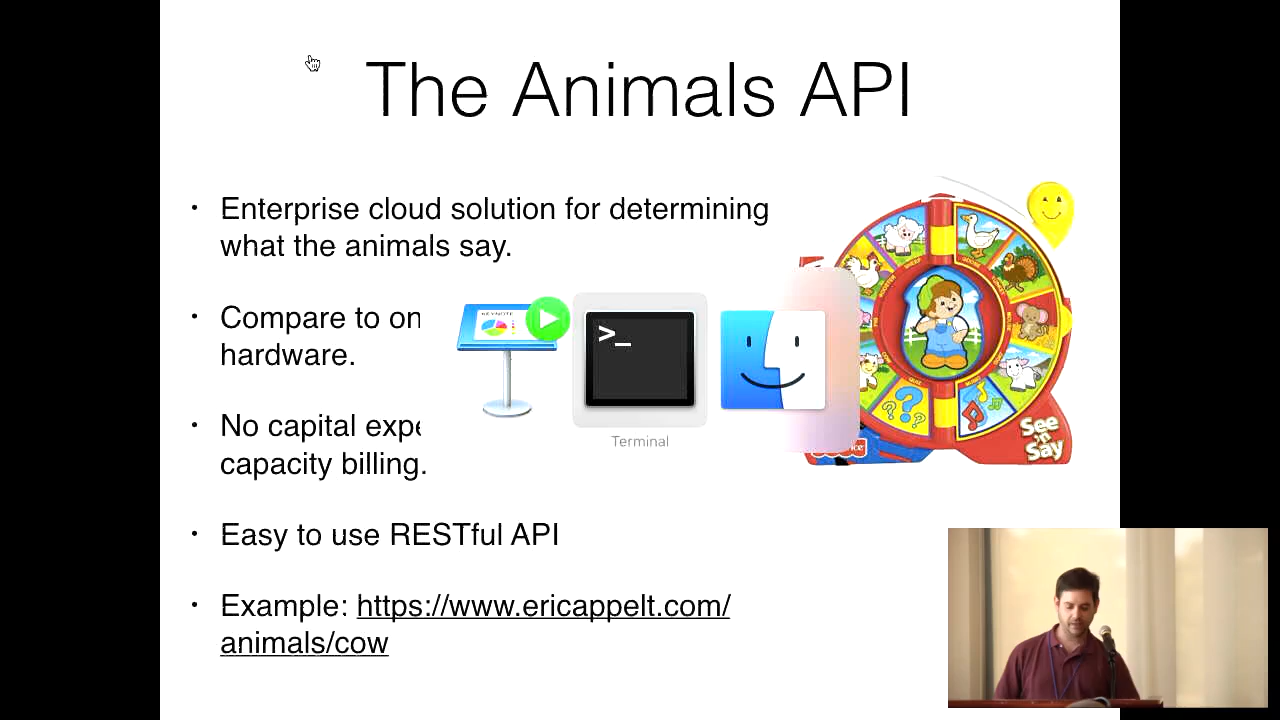 The Animals API
• Enterprise cloud solution for determining
what the animals say.
• Compare to on
hardware.
• No capital expe
capacity billing.
• Easy to use RESTful API
• Example: https://www.ericappelt.com/
animals/cow
KEYNOTE
>_
Terminal
See
'n
Say